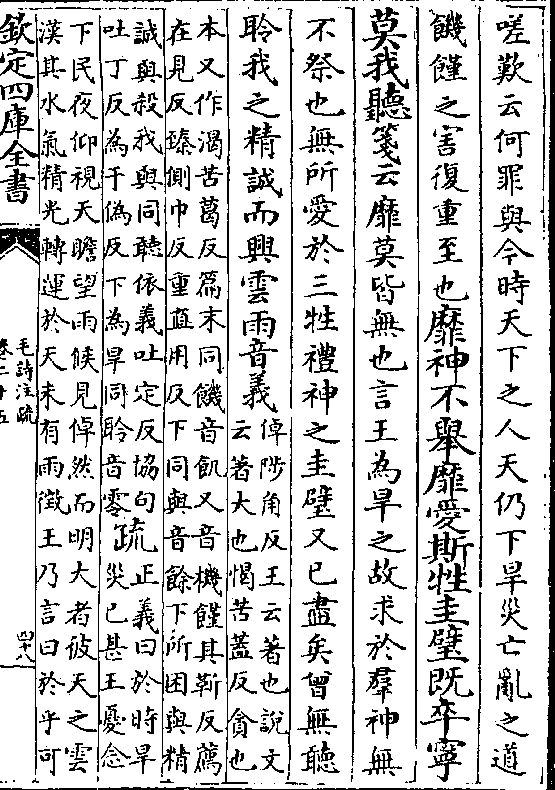 嗟歎云何罪與今時天下之人天仍下旱災亡亂之道
饑饉之害復重至也靡神不舉靡愛斯牲圭璧既卒寧
莫我聽箋云靡莫皆無也言王為旱之故求於羣神無
不祭也無所愛於三牲禮神之圭璧又已盡矣曾無聽
聆我之精誠而興雲雨音義
倬陟角反王云著也說文
云著大也愒苦蓋反貪也
本又作渴苦葛反篇末同饑音飢又音機饉其靳反薦
在見反臻側巾反重直用反下同與音餘下所困與精
誠與殺我與同聽依義吐定反協句
吐丁反為于偽反下為旱同聆音零
疏
正義曰於時旱
災已甚王憂念
下民夜仰視天瞻望雨候見倬然而明大者彼天之雲
漢其水氣精光轉運於天未有雨徵王乃言曰於乎可
欽定四庫全書
毛詩注疏
卷二十五
四十八